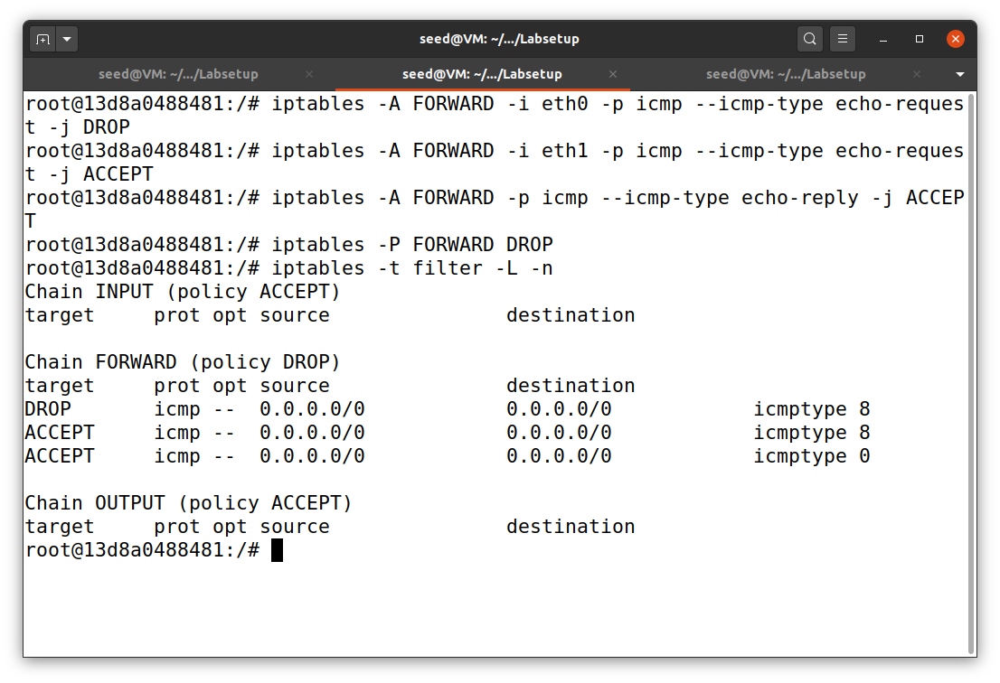 seed@VM: ~/.../Labsetup
seed@VM: ~/.../Labsetup × seed@VM: ~/.../Labsetup × seed@VM: ~/.../Labsetup ×
root@13d8a0488481:/# iptables -A FORWARD -i eth0 -p icmp --icmp-type echo-reques
t -j DROP
root@13d8a0488481:/# iptables -A FORWARD -i eth1 -p icmp --icmp-type echo-reques
t -j ACCEPT
root@13d8a0488481:/# iptables -A FORWARD -p icmp --icmp-type echo-reply -j ACCEP
T
root@13d8a0488481:/# iptables -P FORWARD DROP
root@13d8a0488481:/# iptables -t filter -L -n
Chain INPUT (policy ACCEPT)
target     prot opt source               destination

Chain FORWARD (policy DROP)
target     prot opt source               destination
DROP       icmp --  0.0.0.0/0            0.0.0.0/0            icmptype 8
ACCEPT     icmp --  0.0.0.0/0            0.0.0.0/0            icmptype 8
ACCEPT     icmp --  0.0.0.0/0            0.0.0.0/0            icmptype 0

Chain OUTPUT (policy ACCEPT)
target     prot opt source               destination
root@13d8a0488481:/#